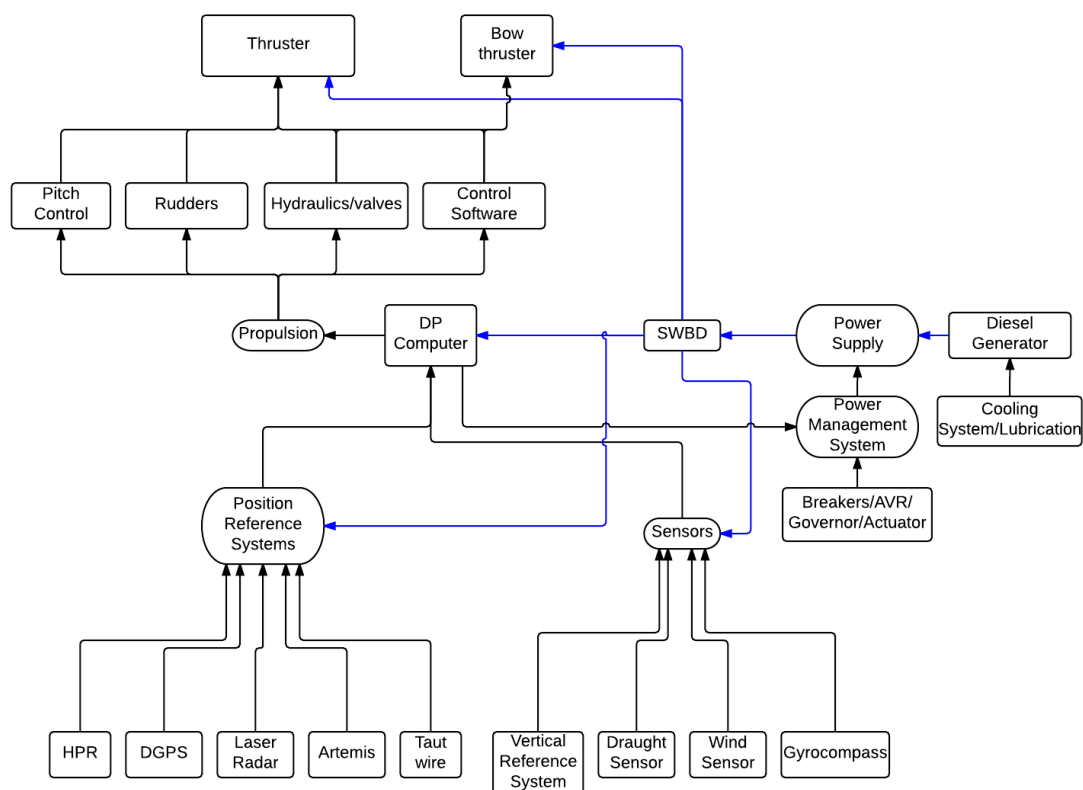 Thruster
Bow
thruster
Pitch
Control
Rudders
Hydraulics/valves
Control
Software
Propulsion
DP
Computer
SWBD
Power
Supply
Diesel
Generator
Power
Management
System
Cooling
System/Lubrication
Position
Reference
Systems
Sensors
Breakers/AVR/
Governor/Actuator
HPR
DGPS
Laser
Radar
Artemis
Taut
wire
Vertical
Reference
System
Draught
Sensor
Wind
Sensor
Gyrocompass